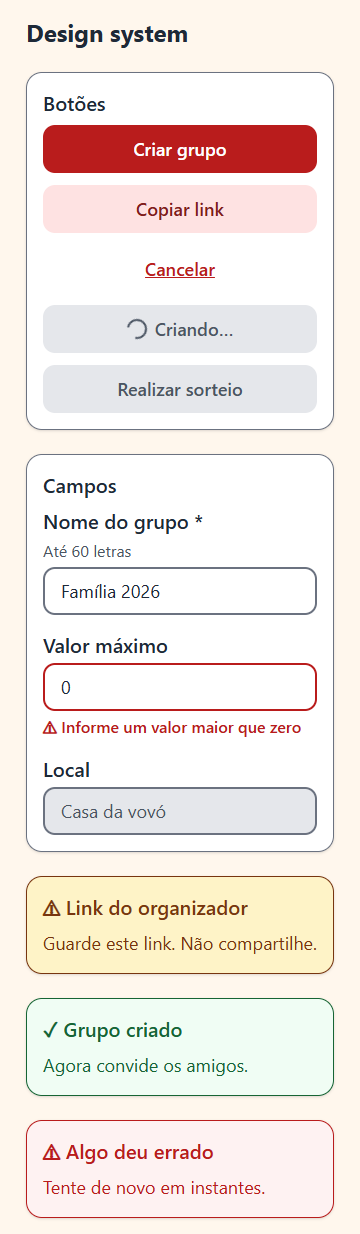 Design system
Botões
Criar grupo
Copiar link
Cancelar
Criando...
Realizar sorteio
Campos
Nome do grupo *
Até 60 letras
Família 2026
Valor máximo
0
⚠ Informe um valor maior que zero
Local
Casa da vovó
⚠ Link do organizador
Guarde este link. Não compartilhe.
✓ Grupo criado
Agora convide os amigos.
⚠ Algo deu errado
Tente de novo em instantes.